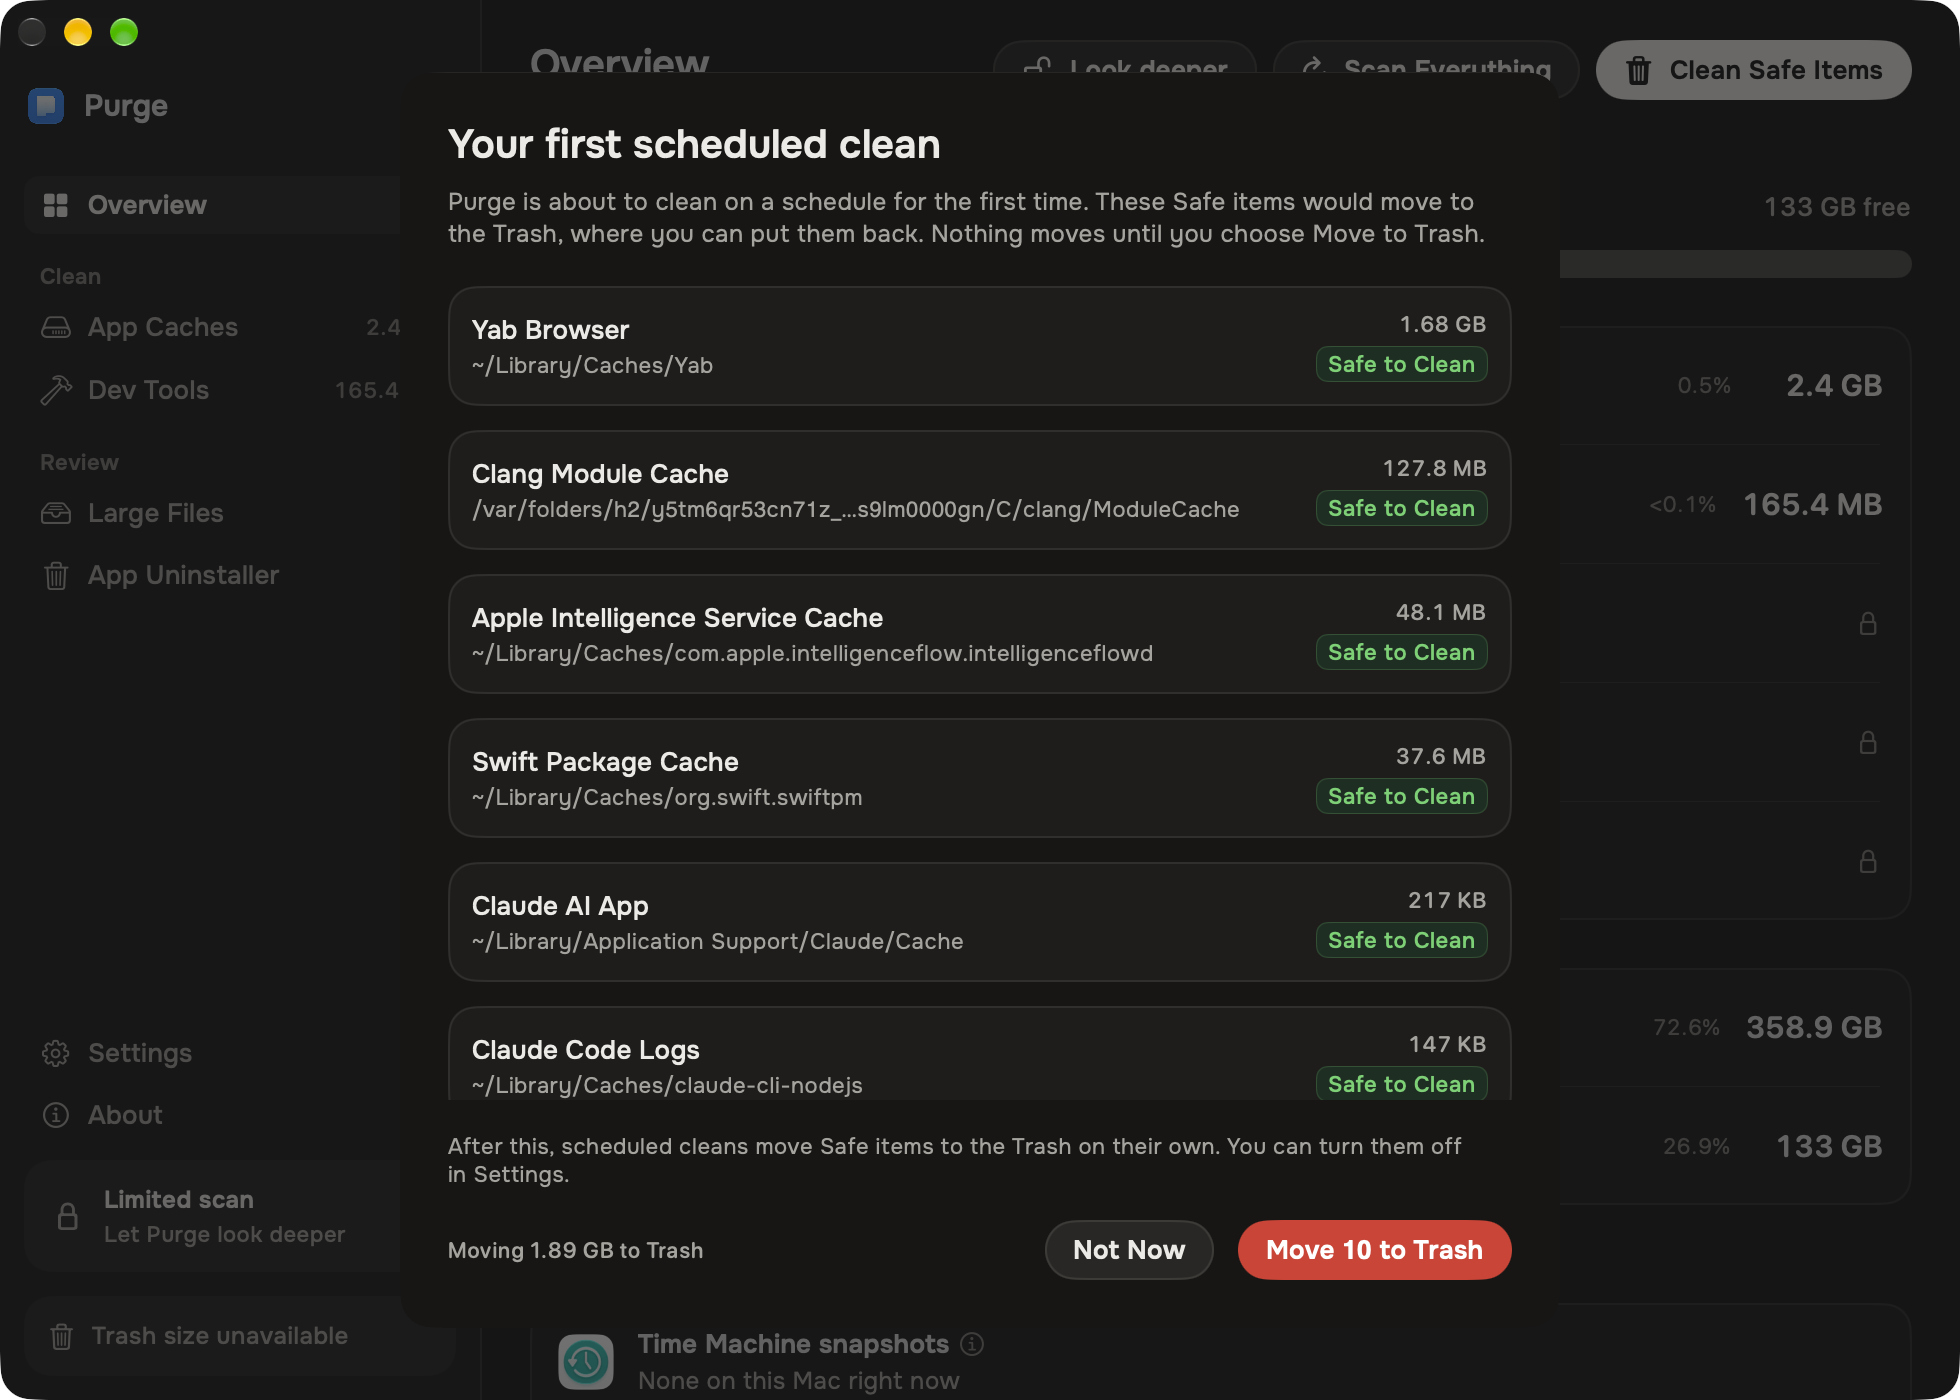 Purge
Overview
Clean
App Caches 2.4
Dev Tools 165.4
Review
Large Files
App Uninstaller
Settings
About
Limited scan
Let Purge look deeper
Trash size unavailable
Overview
Look deeper
Scan Everything
Clean Safe Items
133 GB free
0.5% 2.4 GB
<0.1% 165.4 MB
72.6% 358.9 GB
26.9% 133 GB
Your first scheduled clean
Purge is about to clean on a schedule for the first time. These Safe items would move to
the Trash, where you can put them back. Nothing moves until you choose Move to Trash.
Yab Browser
~/Library/Caches/Yab
1.68 GB
Safe to Clean
Clang Module Cache
/var/folders/h2/y5tm6qr53cn71z_...s9lm0000gn/C/clang/ModuleCache
127.8 MB
Safe to Clean
Apple Intelligence Service Cache
~/Library/Caches/com.apple.intelligenceflow.intelligenceflowd
48.1 MB
Safe to Clean
Swift Package Cache
~/Library/Caches/org.swift.swiftpm
37.6 MB
Safe to Clean
Claude AI App
~/Library/Application Support/Claude/Cache
217 KB
Safe to Clean
Claude Code Logs
~/Library/Caches/claude-cli-nodejs
147 KB
Safe to Clean
After this, scheduled cleans move Safe items to the Trash on their own. You can turn them off
in Settings.
Moving 1.89 GB to Trash
Not Now
Move 10 to Trash
Time Machine snapshots
None on this Mac right now